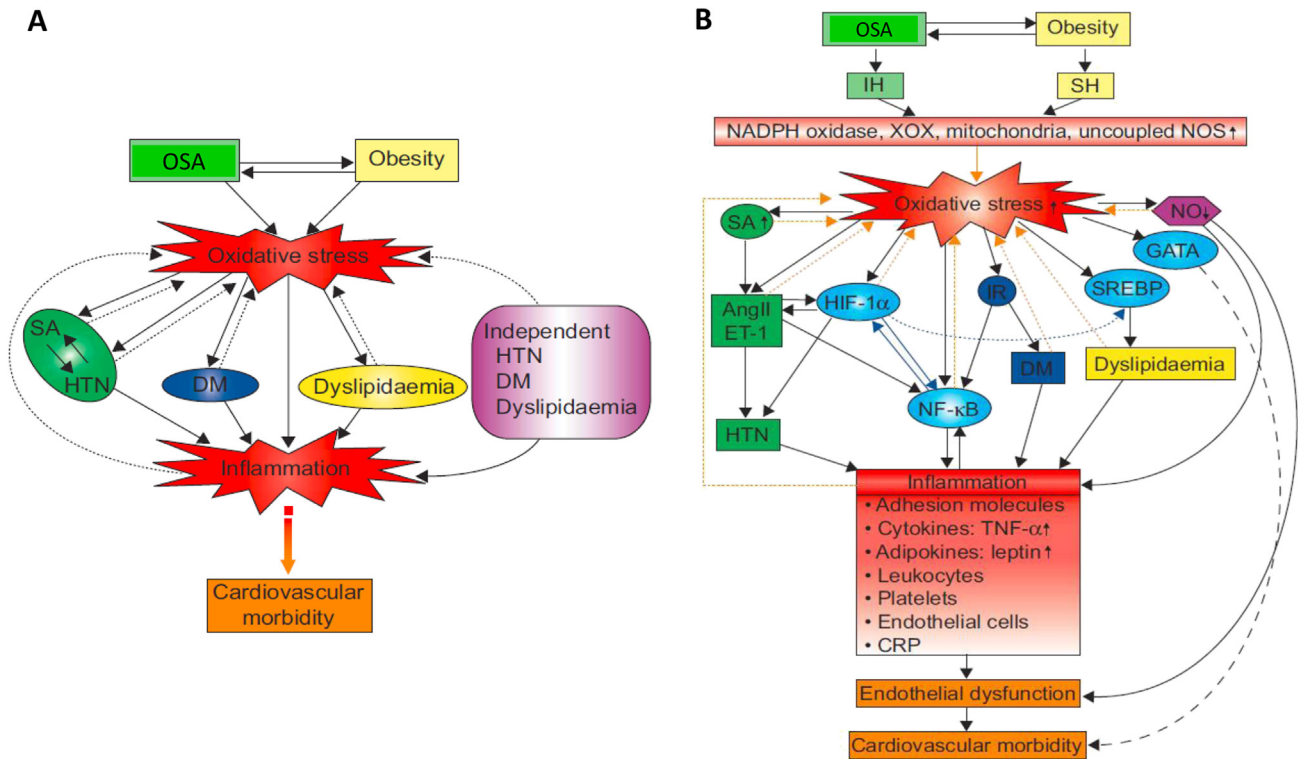 A
OSA
Obesity
Oxidative stress
SA
HTN
DM
Dyslipidaemia
Independent
HTN
DM
Dyslipidaemia
Inflammation
Cardiovascular
morbidity
B
OSA
Obesity
IH
SH
NADPH oxidase, XOX, mitochondria, uncoupled NOS↑
Oxidative stress↑
SA↑
NO↓
GATA
AngII
ET-1
HIF-1α
IR
SREBP
DM
Dyslipidaemia
NF-κB
HTN
Inflammation
• Adhesion molecules
• Cytokines: TNF-α↑
• Adipokines: leptin↑
• Leukocytes
• Platelets
• Endothelial cells
• CRP
Endothelial dysfunction
Cardiovascular morbidity